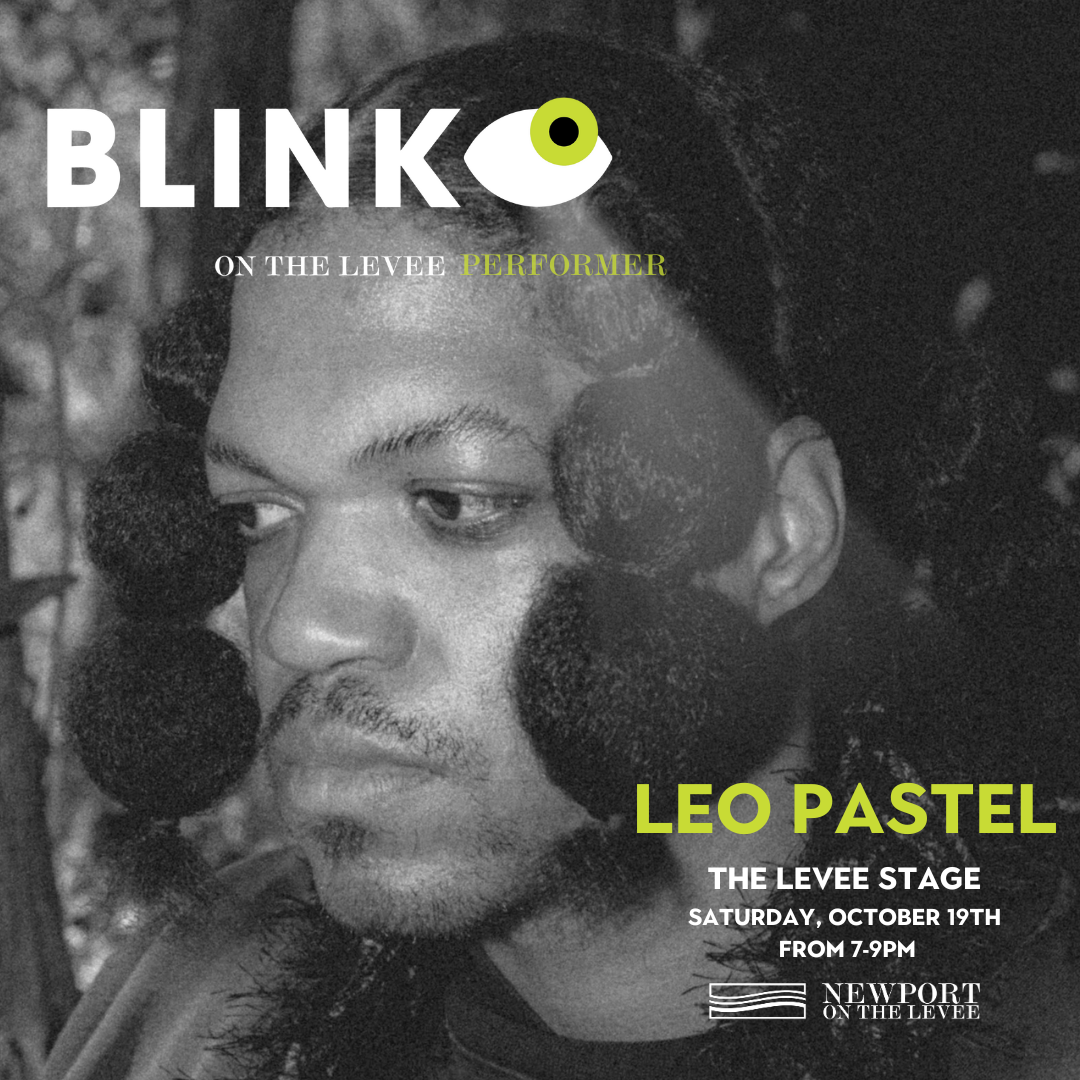 BLINK
ON THE LEVEE PERFORMER
LEO PASTEL
THE LEVEE STAGE
SATURDAY, OCTOBER 19TH
FROM 7-9PM
NEWPORT
ON THE LEVEE